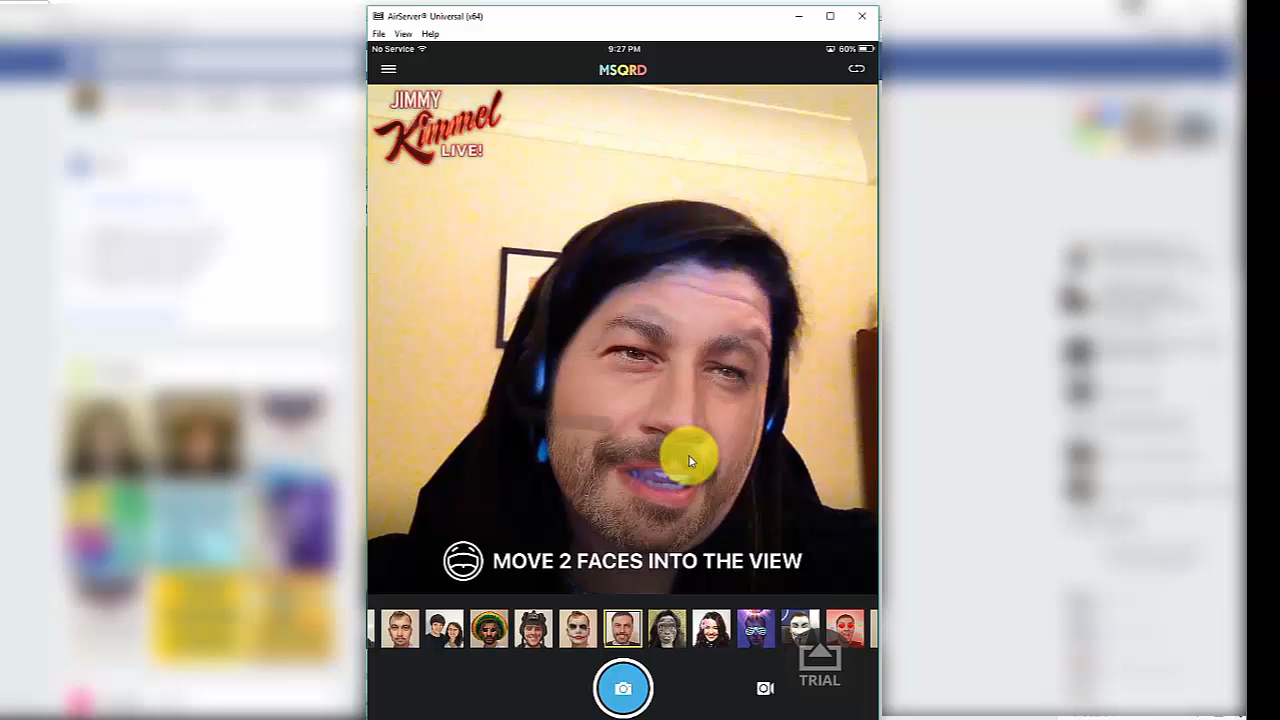 AirServer® Universal (x64)
File View Help
No Service 9:27 PM 60%
MSQRD
JIMMY
Kimmel
LIVE!
MOVE 2 FACES INTO THE VIEW
TRIAL